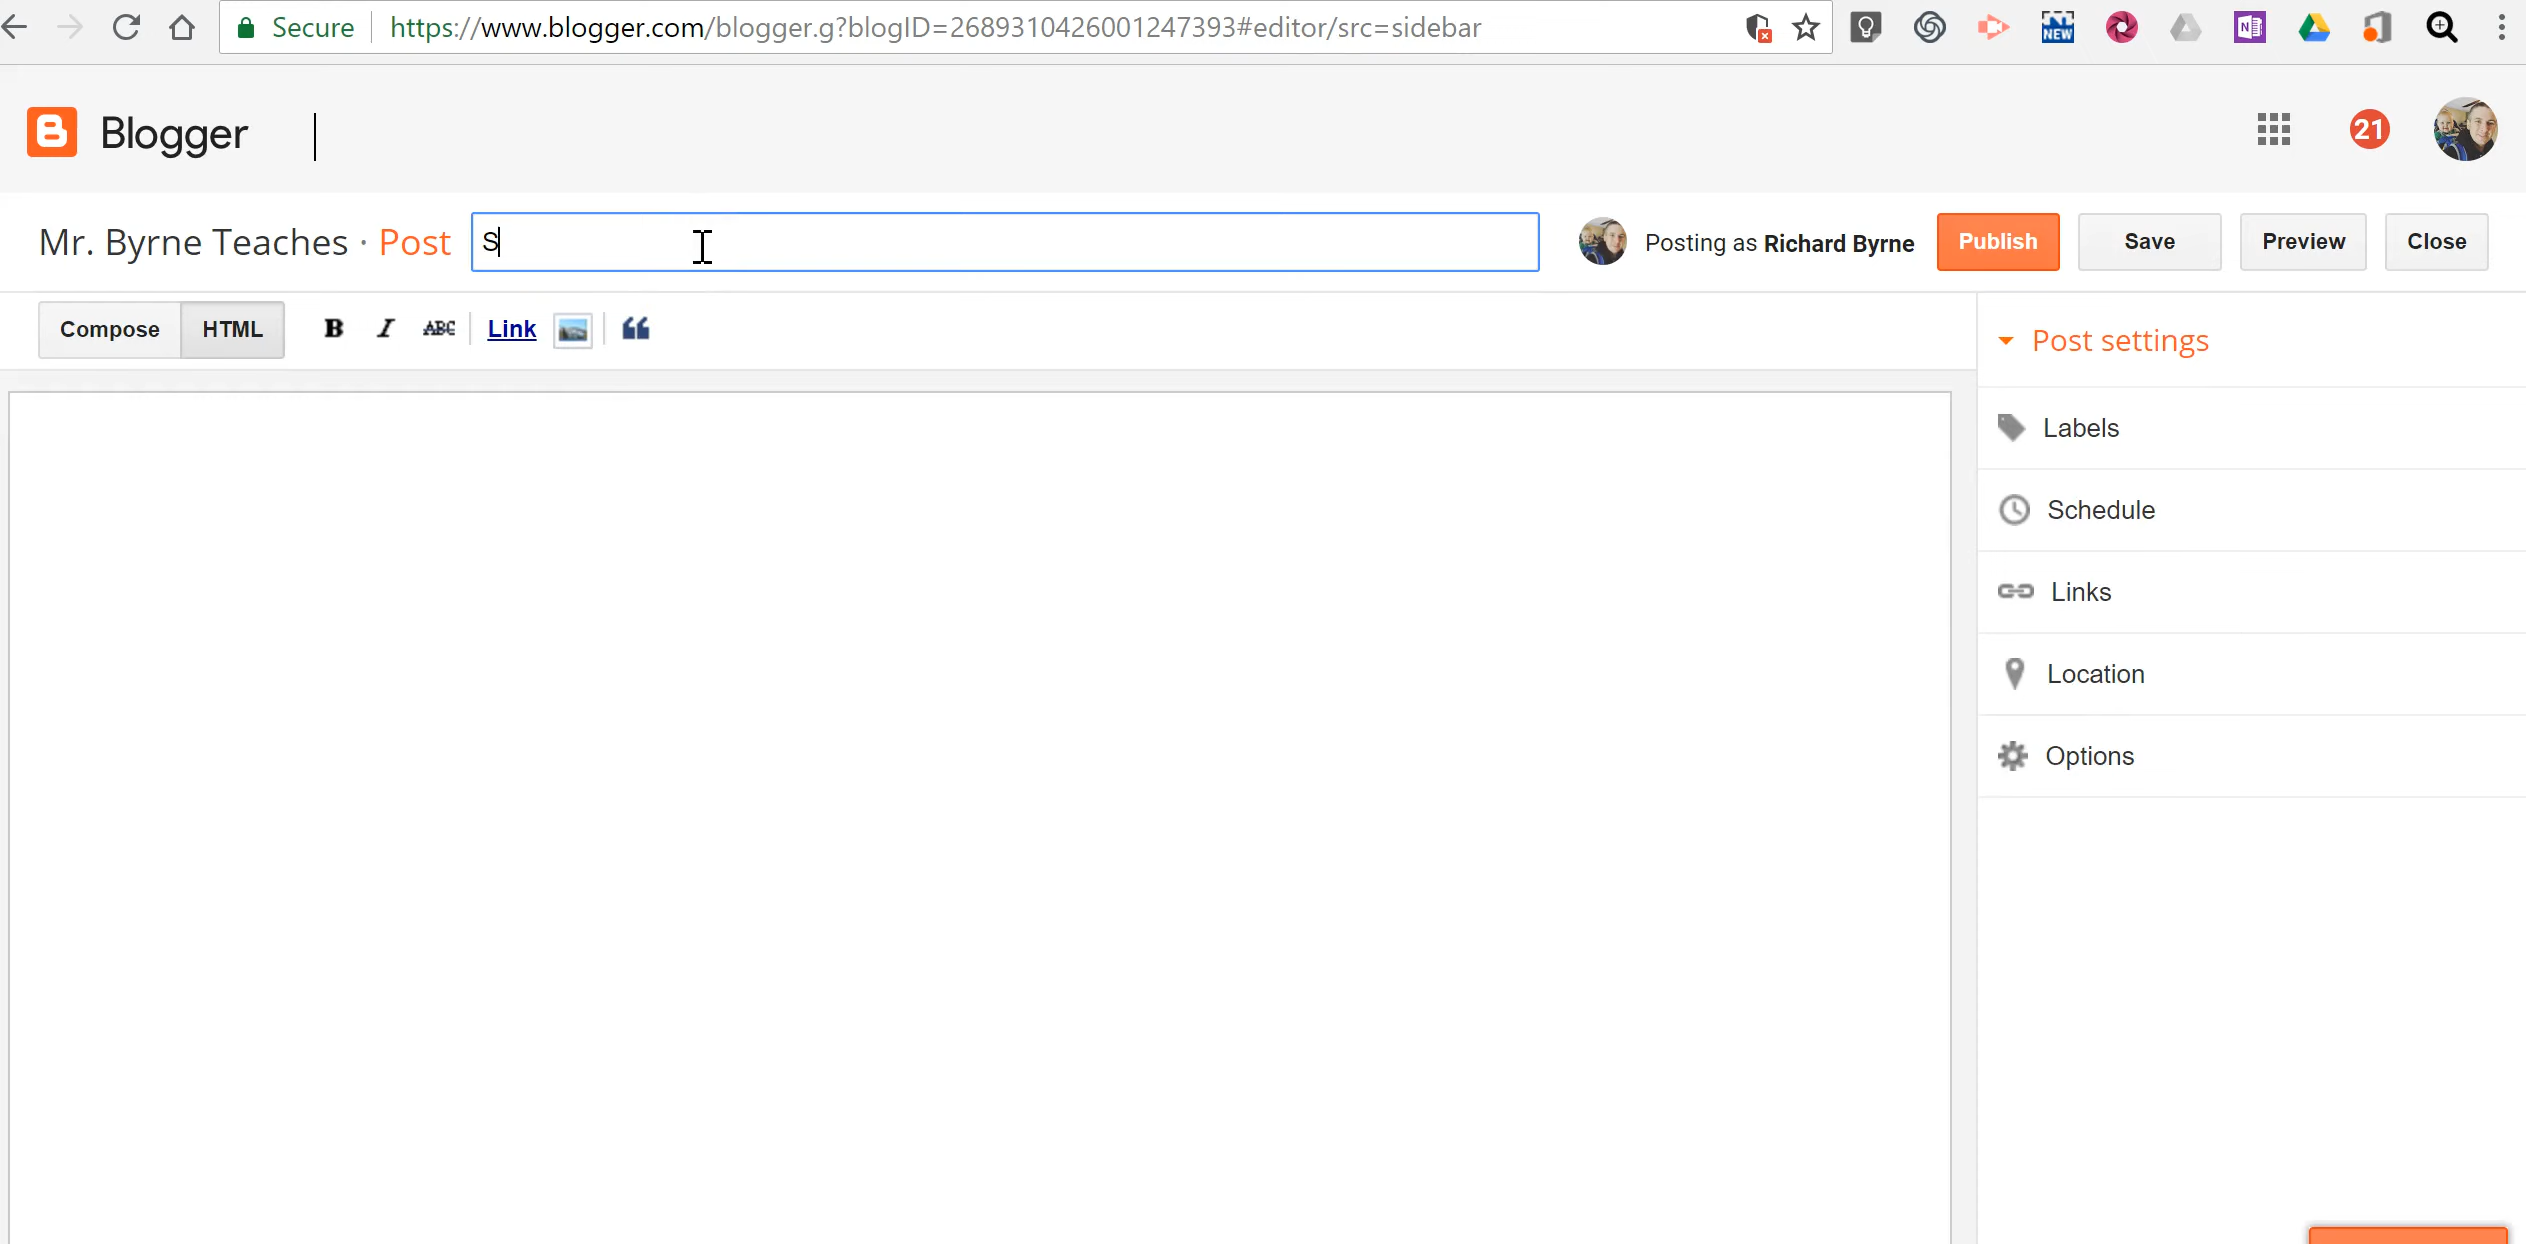 Secure https://www.blogger.com/blogger.g?blogID=2689310426001247393#editor/src=sidebar
NEW
N
B Blogger
21
Mr. Byrne Teaches · Post
S
Posting as Richard Byrne
Publish
Save
Preview
Close
Compose
HTML
B I ABC Link
Post settings
Labels
Schedule
Links
Location
Options